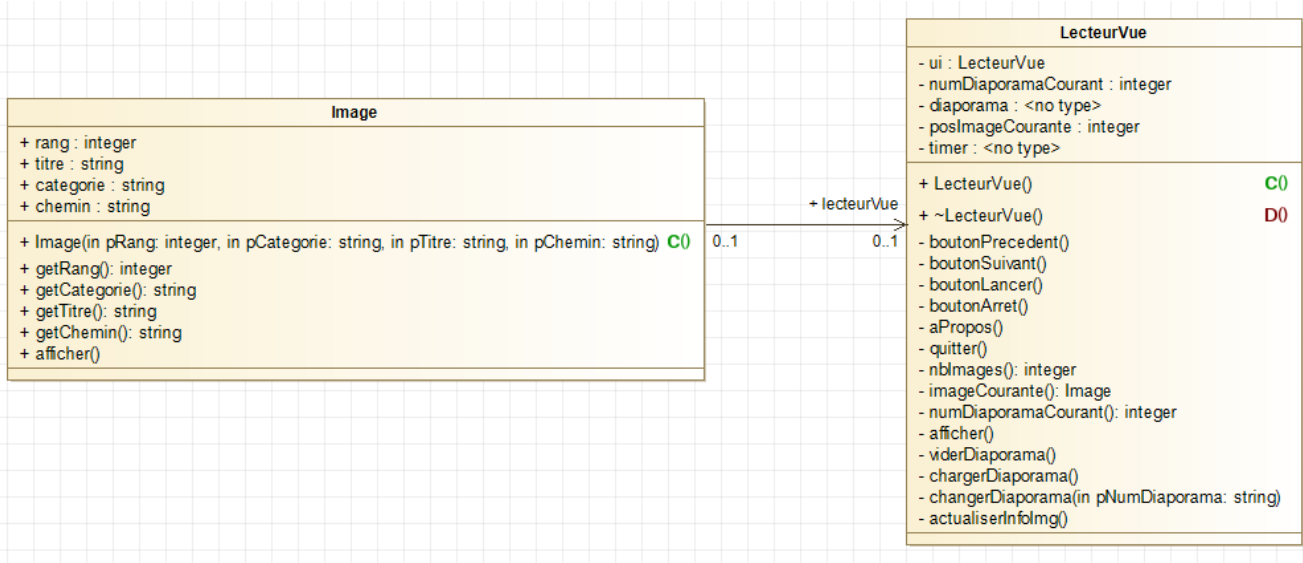 Image
+ rang : integer
+ titre : string
+ categorie : string
+ chemin : string
+ Image(in pRang: integer, in pCategorie: string, in pTitre: string, in pChemin: string) C()
+ getRang(): integer
+ getCategorie(): string
+ getTitre(): string
+ getChemin(): string
+ afficher()
+ lecteurVue
0..1
0..1
LecteurVue
- ui : LecteurVue
- numDiaporamaCourant : integer
- diaporama : <no type>
- posImageCourante : integer
- timer : <no type>
+ LecteurVue() C()
+ ~LecteurVue() D()
- boutonPrecedent()
- boutonSuivant()
- boutonLancer()
- boutonArret()
- aPropos()
- quitter()
- nbImages(): integer
- imageCourante(): Image
- numDiaporamaCourant(): integer
- afficher()
- viderDiaporama()
- chargerDiaporama()
- changerDiaporama(in pNumDiaporama: string)
- actualiserInfoImg()